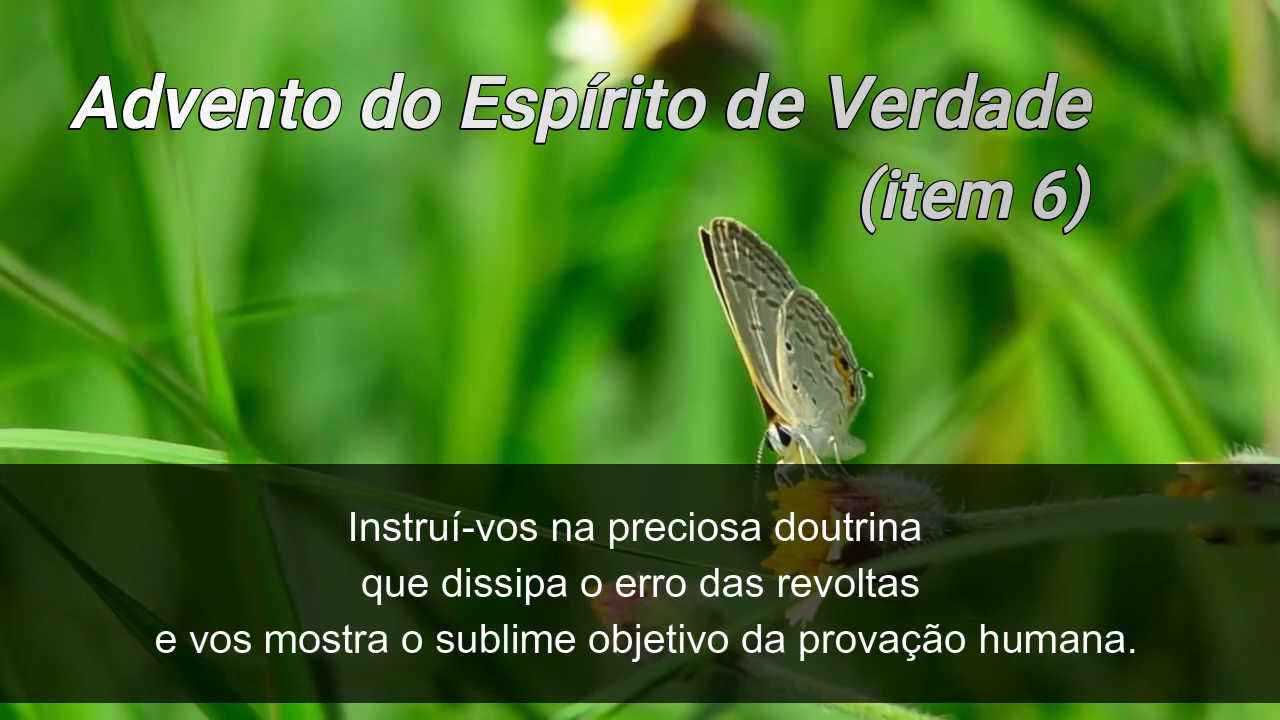 Advento do Espírito de Verdade
(item 6)
Instruí-vos na preciosa doutrina
que dissipa o erro das revoltas
e vos mostra o sublime objetivo da provação humana.